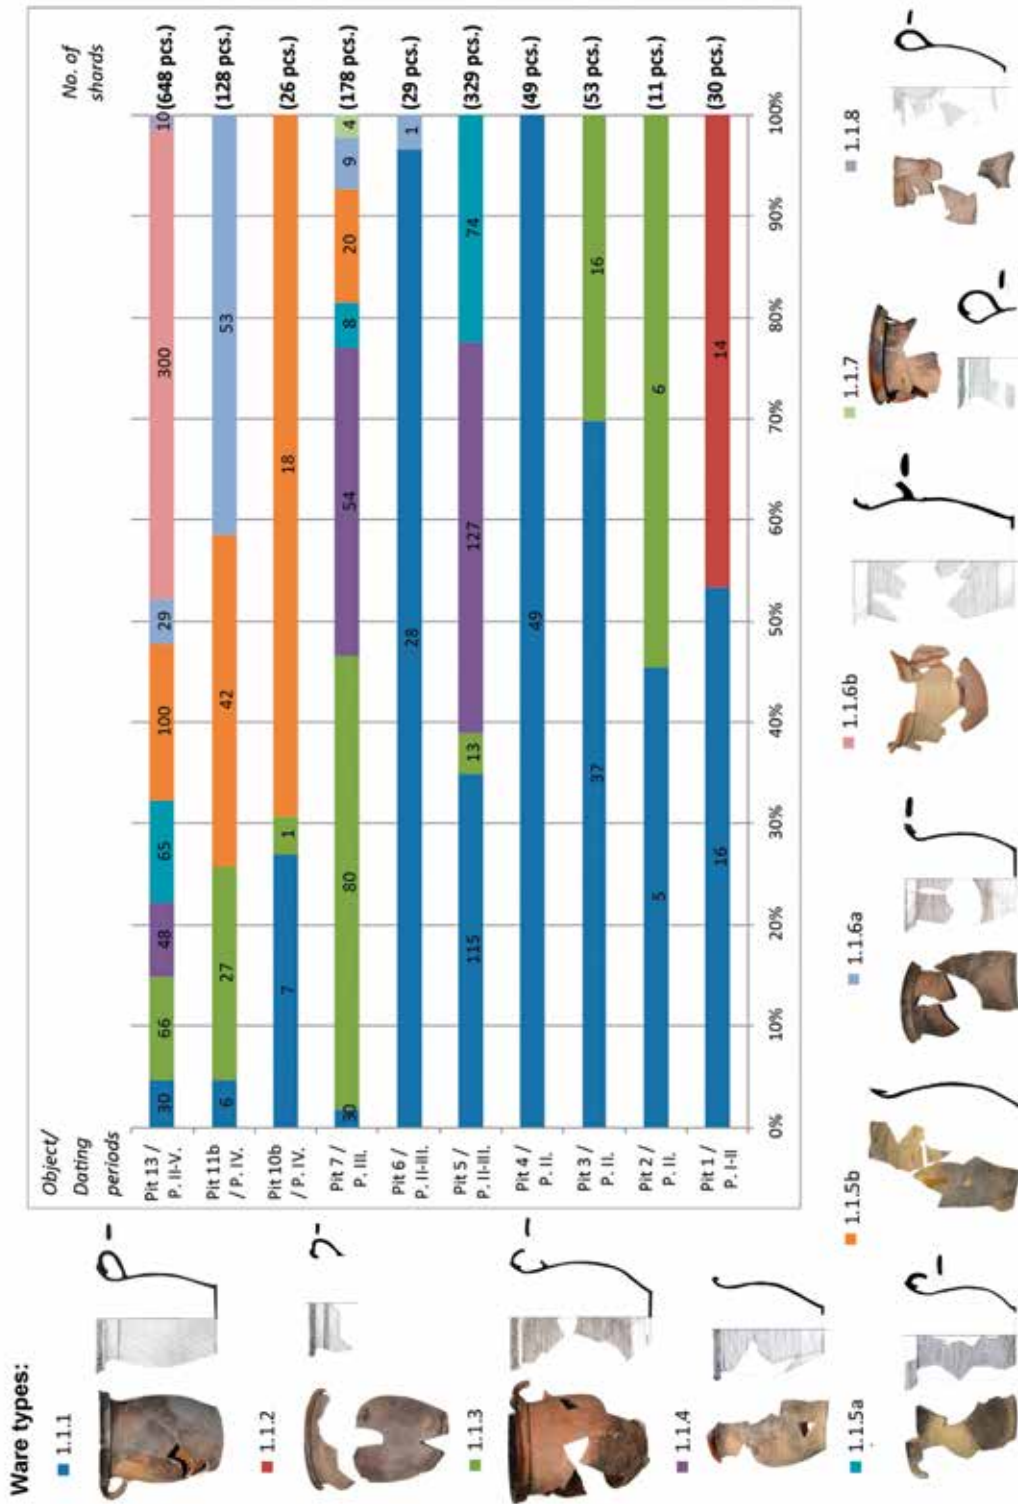 Ware types:
1.1.1
1.1.2
1.1.3
1.1.4
1.1.5a
1.1.5b
1.1.6a
1.1.6b
1.1.7
1.1.8
Object/
Dating
periods
No. of
shards
Pit 13 /
P. II-V.
30 66 48 65 100 29 300 10 (648 pcs.)
Pit 11b
/ P. IV.
6 27 42 53 (128 pcs.)
Pit 10b
/ P. IV.
7 1 18 (26 pcs.)
Pit 7 /
P. III.
3 0 80 54 8 20 9 4 (178 pcs.)
Pit 6 /
P. II-III.
28 1 (29 pcs.)
Pit 5 /
P. II-III.
115 13 127 74 (329 pcs.)
Pit 4 /
P. II.
49 (49 pcs.)
Pit 3 /
P. II.
37 16 (53 pcs.)
Pit 2 /
P. II.
5 6 (11 pcs.)
Pit 1 /
P. I-II
16 14 (30 pcs.)
0% 10% 20% 30% 40% 50% 60% 70% 80% 90% 100%